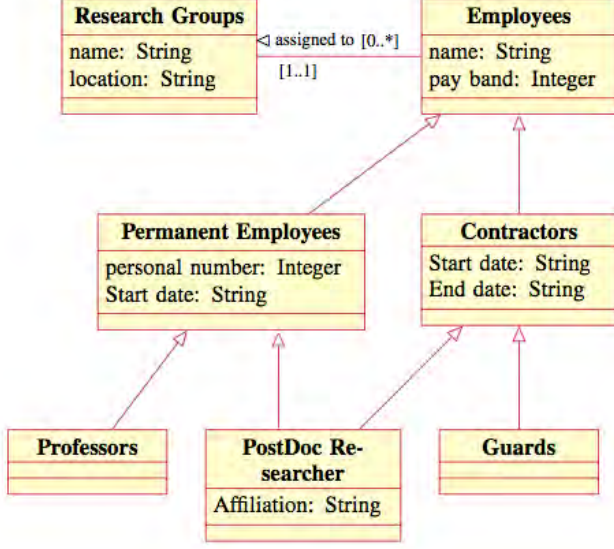 Research Groups
name: String
location: String
◁ assigned to [0..*]
[1..1]
Employees
name: String
pay band: Integer
Permanent Employees
personal number: Integer
Start date: String
Contractors
Start date: String
End date: String
Professors
PostDoc Re-
searcher
Affiliation: String
Guards